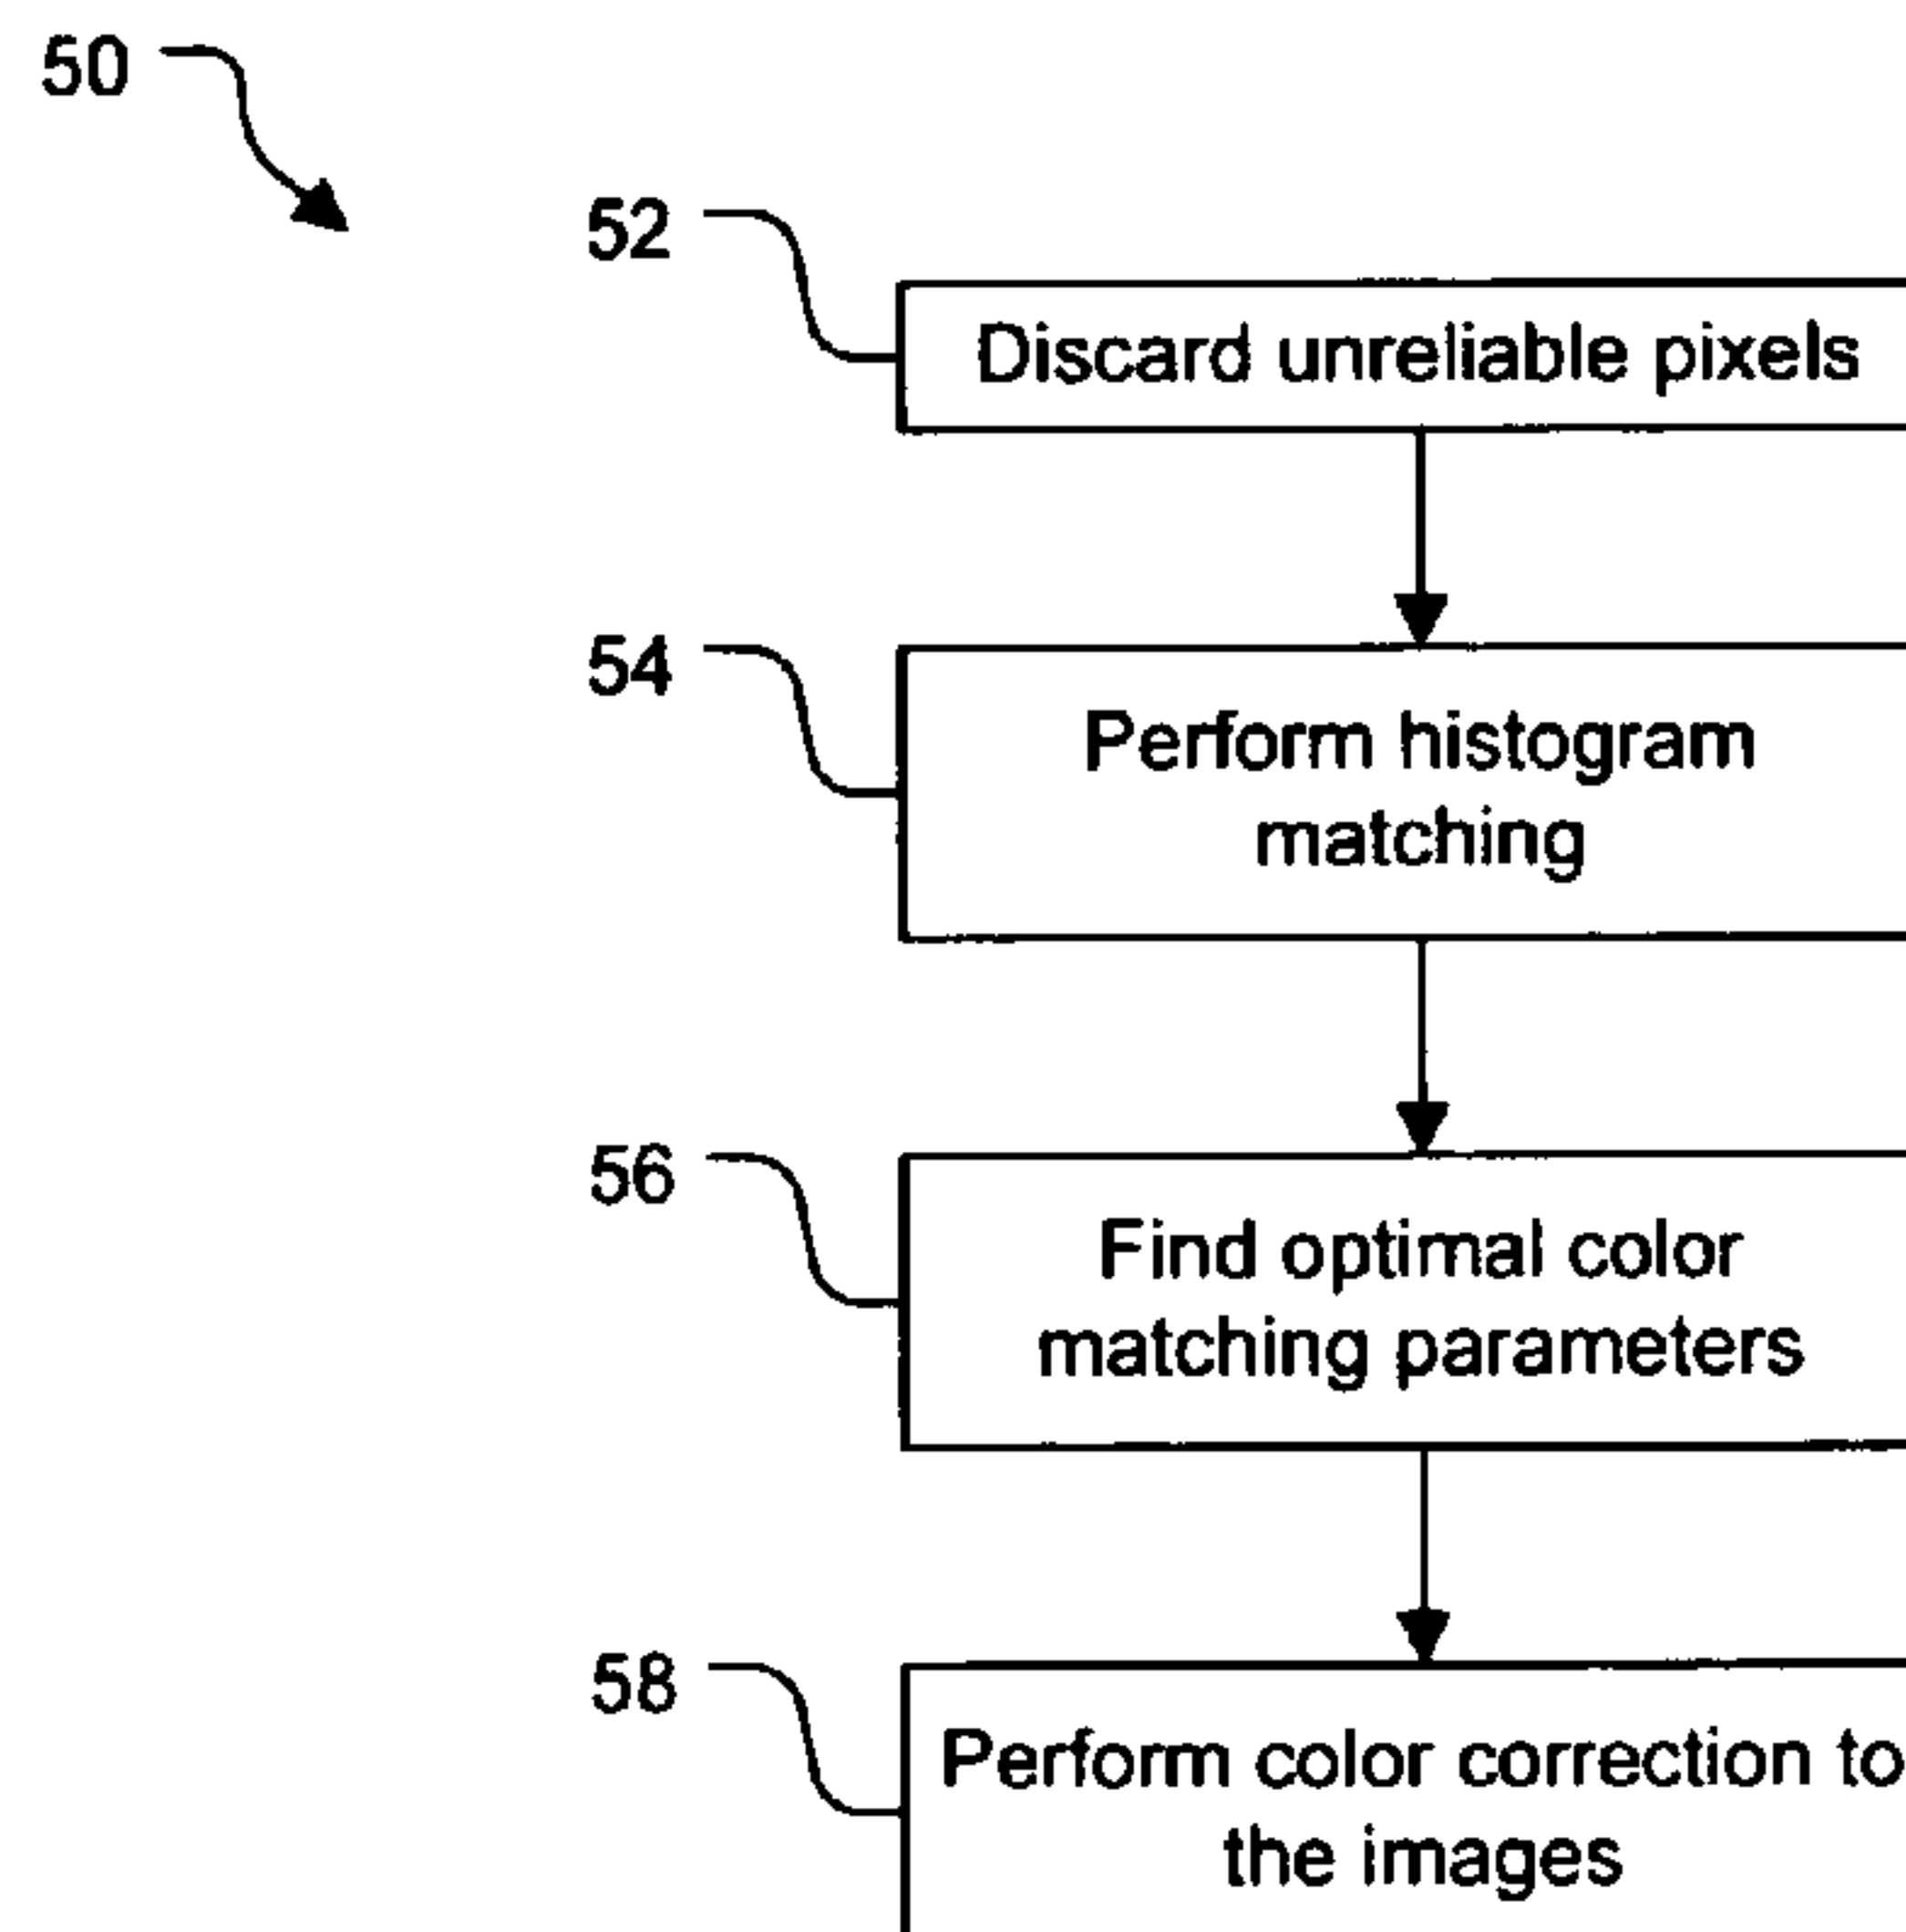 50
52
Discard unreliable pixels
54
Perform histogram
matching
56
Find optimal color
matching parameters
58
Perform color correction to
the images